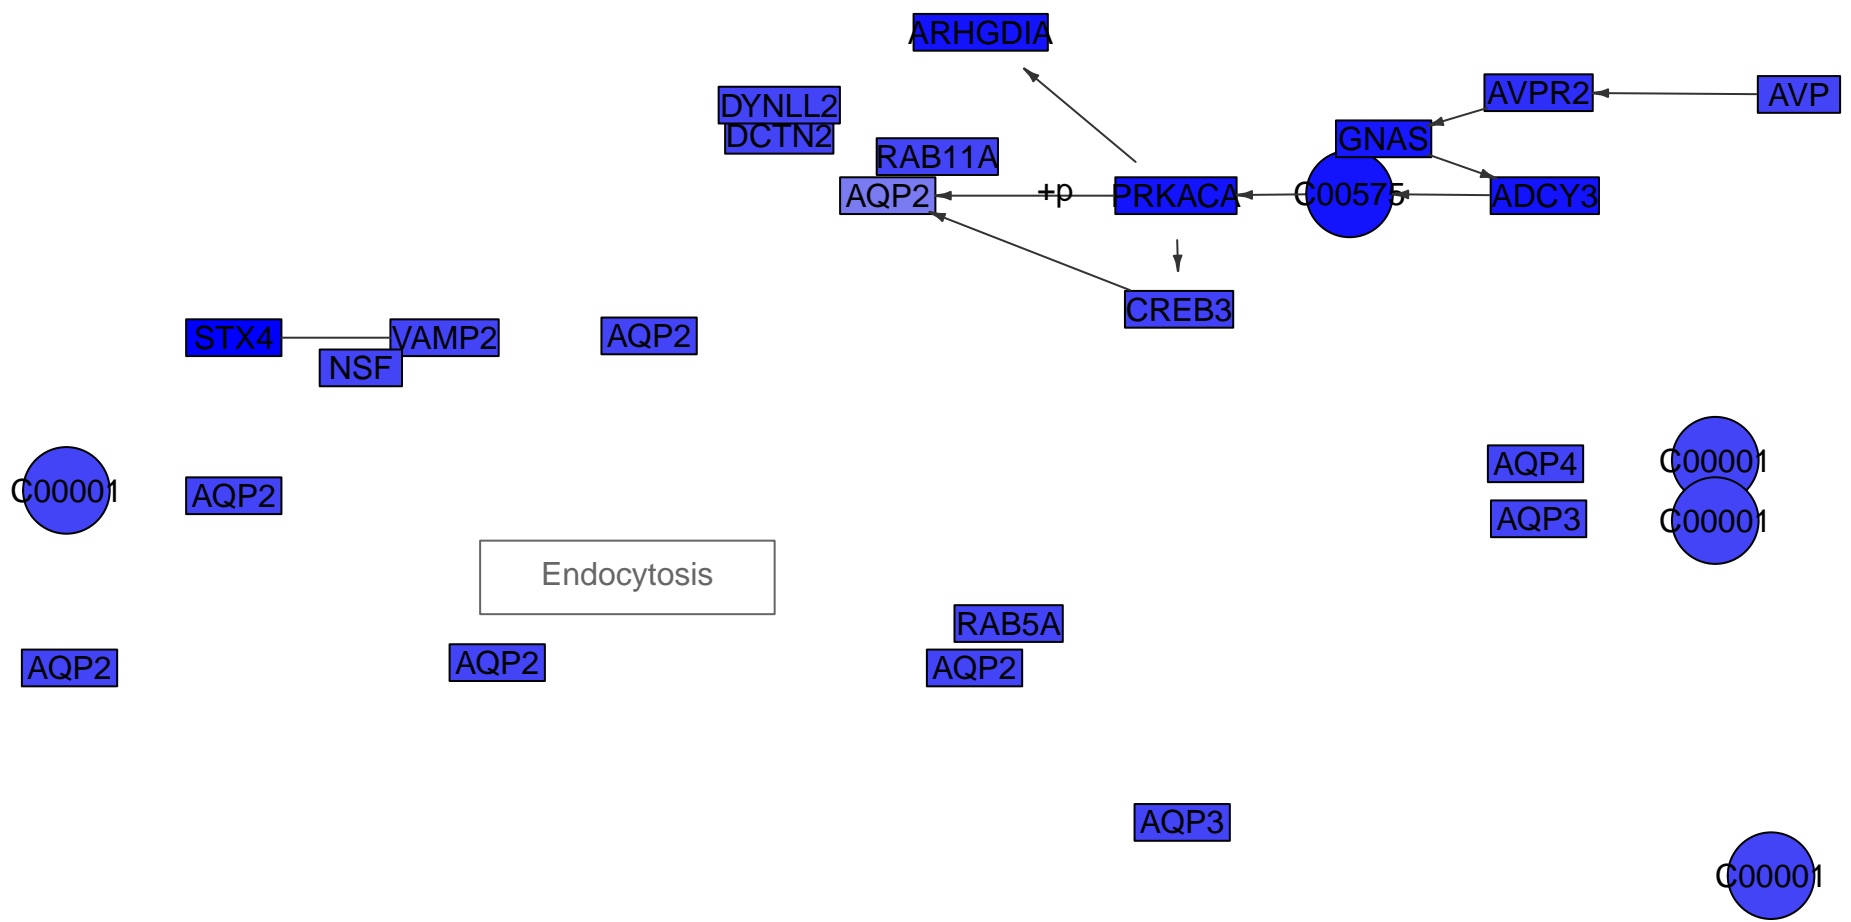 ARHGDIA
DYNLL2
AVPR2
AVP
DCTN2
GNAS
RAB11A
AQP2
+p
PRKACA
C00575
ADCY3
CREB3
STX4
VAMP2
AQP2
NSF
C00001
AQP2
AQP4
C00001
AQP3
C00001
Endocytosis
RAB5A
AQP2
AQP2
AQP2
AQP3
C00001